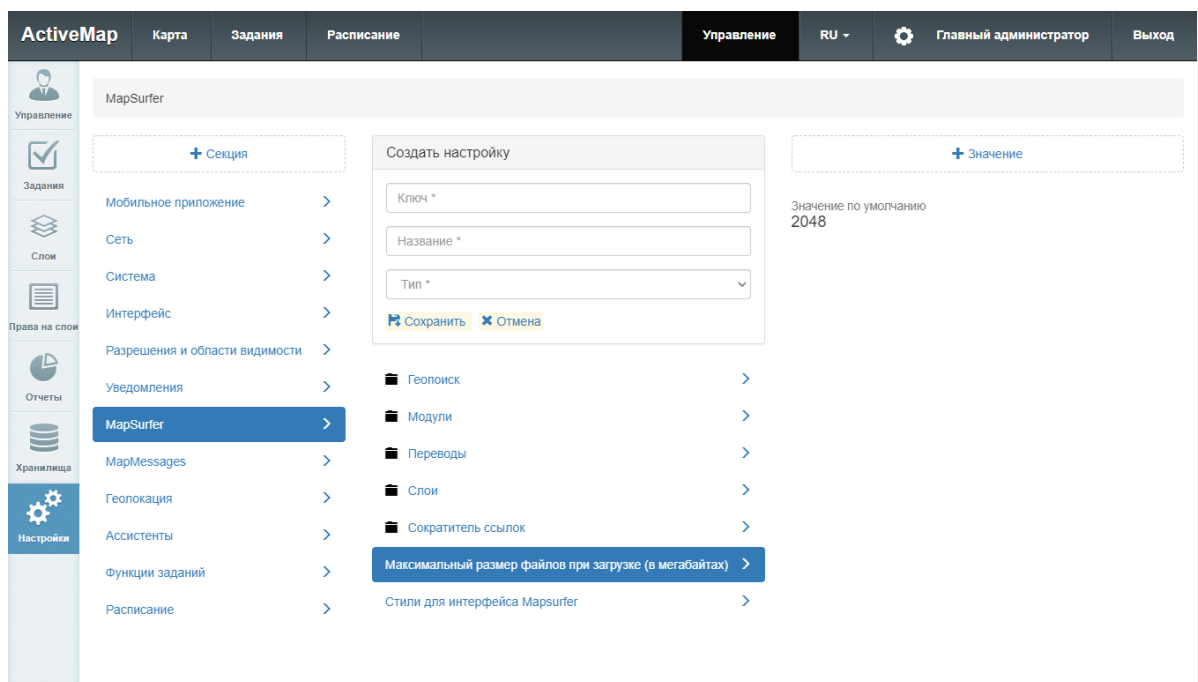 ActiveMap Карта Задания Расписание Управление RU Главный администратор Выход
Управление
Задания
Слои
Права на слои
Отчеты
Хранилища
Настройки
MapSurfer
+ Секция
Мобильное приложение
Сеть
Система
Интерфейс
Разрешения и области видимости
Уведомления
MapSurfer
MapMessages
Геолокация
Ассистенты
Функции заданий
Расписание
Создать настройку
Ключ *
Название *
Тип *
Сохранить Отмена
Геопоиск
Модули
Переводы
Слои
Сократитель ссылок
Максимальный размер файлов при загрузке (в мегабайтах)
Стили для интерфейса Mapsurfer
+ Значение
Значение по умолчанию
2048